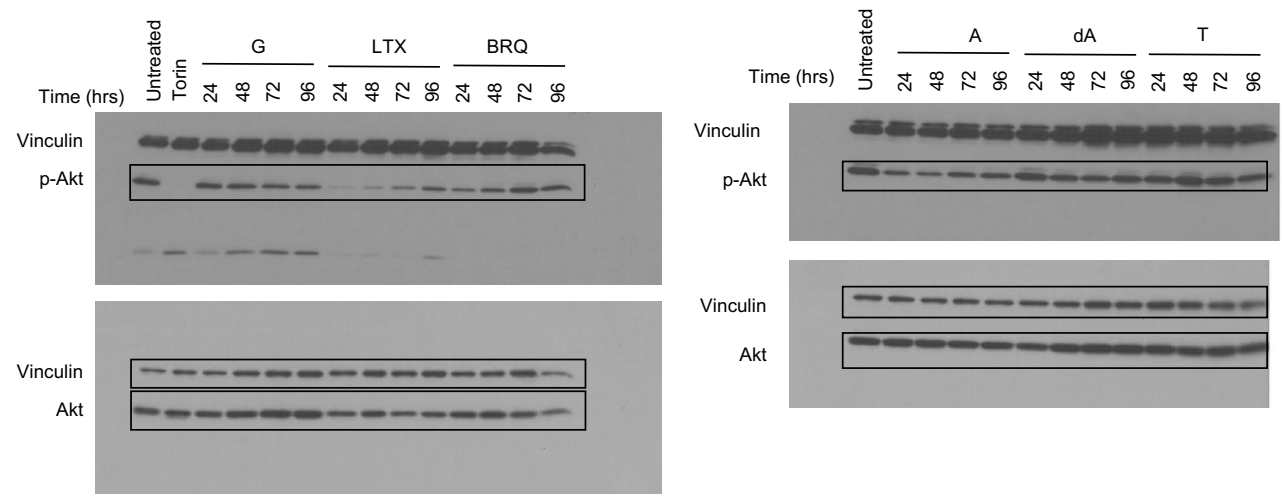 Untreated Torin G LTX BRQ
Time (hrs) 24 48 72 96 24 48 72 96 24 48 72 96
Vinculin
p-Akt
Vinculin
Akt
Untreated A dA T
Time (hrs) 24 48 72 96 24 48 72 96 24 48 72 96
Vinculin
p-Akt
Vinculin
Akt